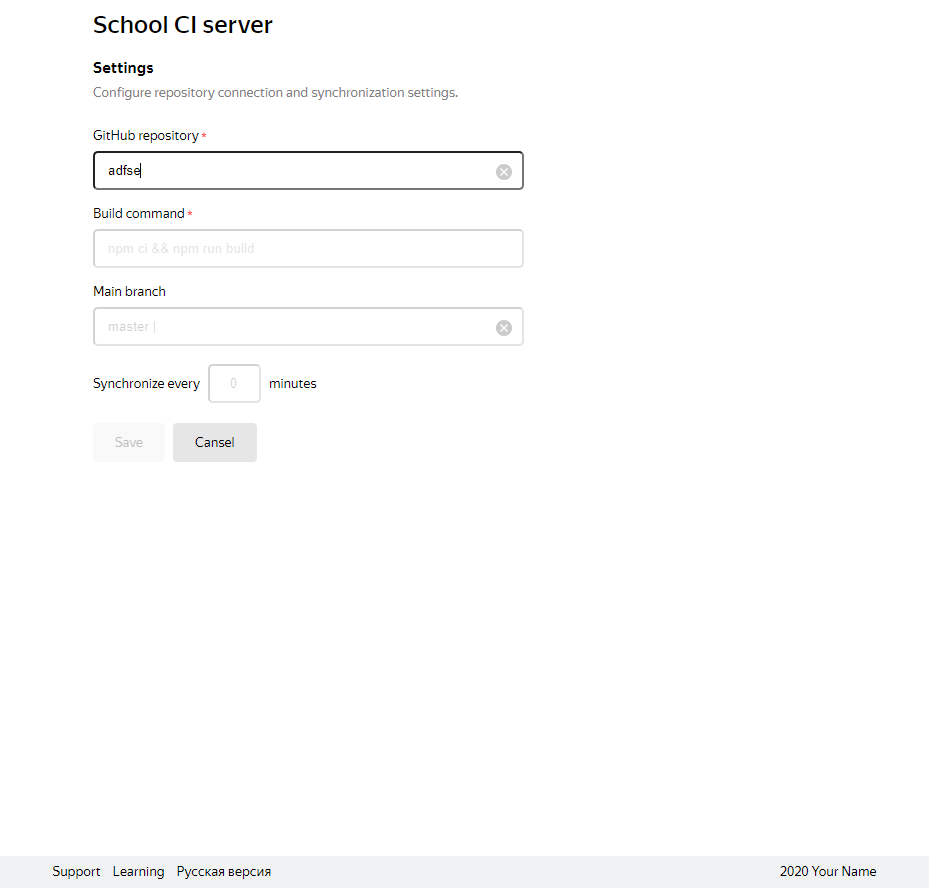 School CI server
Settings
Configure repository connection and synchronization settings.
GitHub repository *
adfse
Build command *
npm ci && npm run build
Main branch
master |
Synchronize every 0 minutes
Save Cansel
Support Learning Русская версия 2020 Your Name